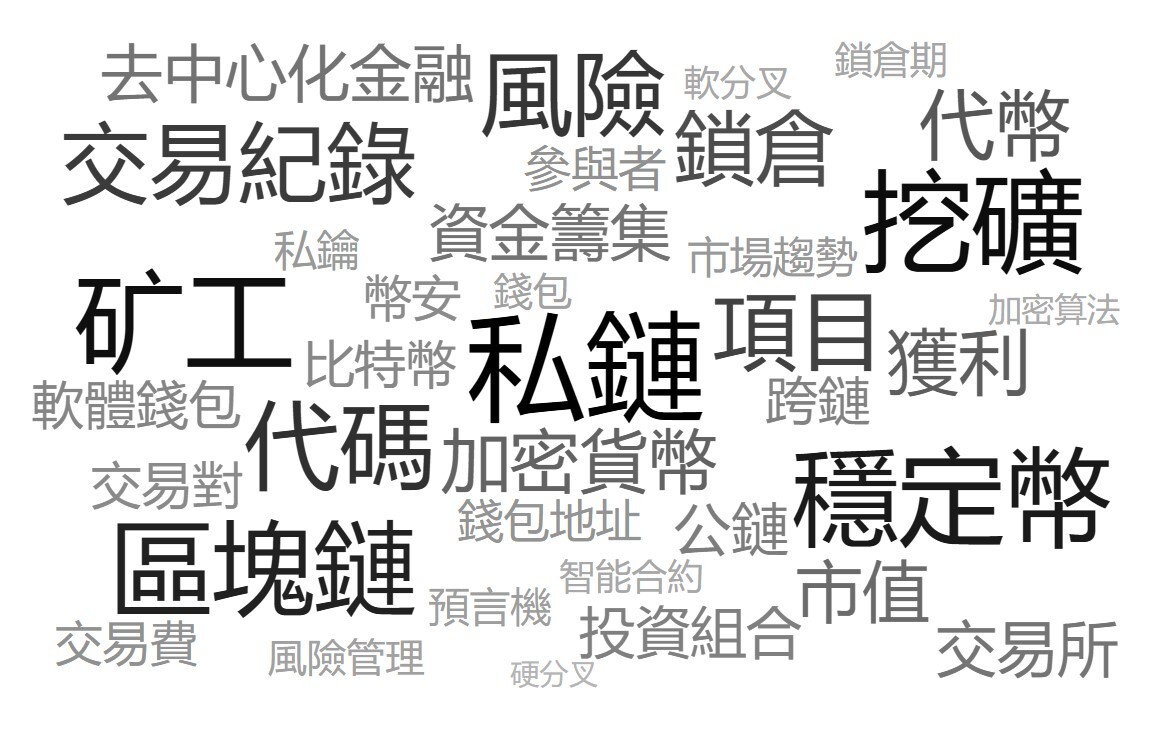 去中心化金融
風險
軟分叉
鎖倉期
代幣
交易紀錄
參與者
鎖倉
挖礦
私鑰
資金籌集
市場趨勢
矿工
幣安
錢包
私鏈
項目
加密算法
比特幣
獲利
軟體錢包
代碼
加密貨幣
跨鏈
交易對
錢包地址
公鏈
穩定幣
區塊鏈
預言機
智能合約
市值
交易費
風險管理
硬分叉
投資組合
交易所